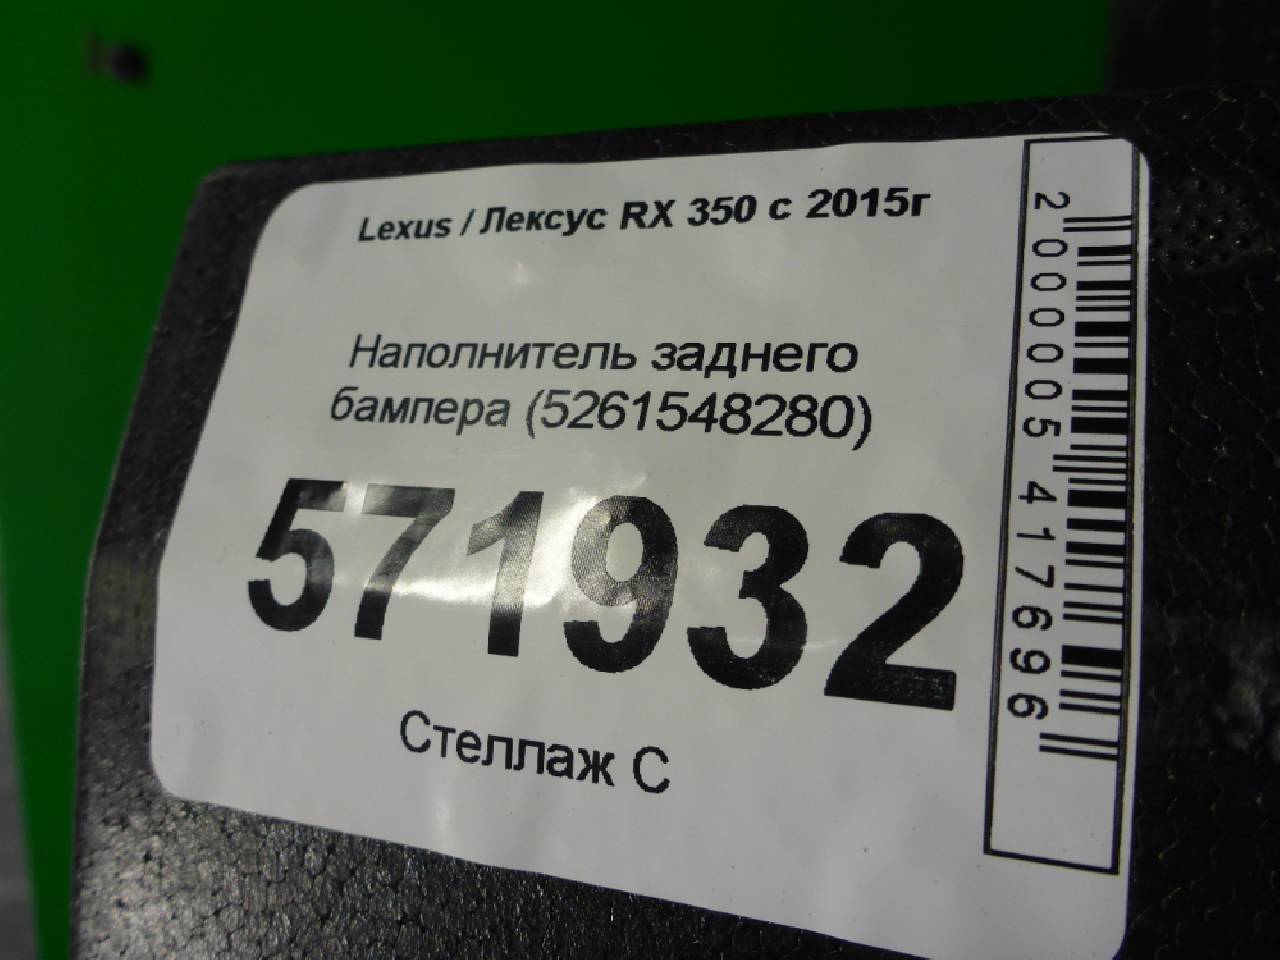 Lexus / Лексус RX 350 с 2015г
Наполнитель заднего
бампера (5261548280)
571932
Стеллаж С
2000005417696